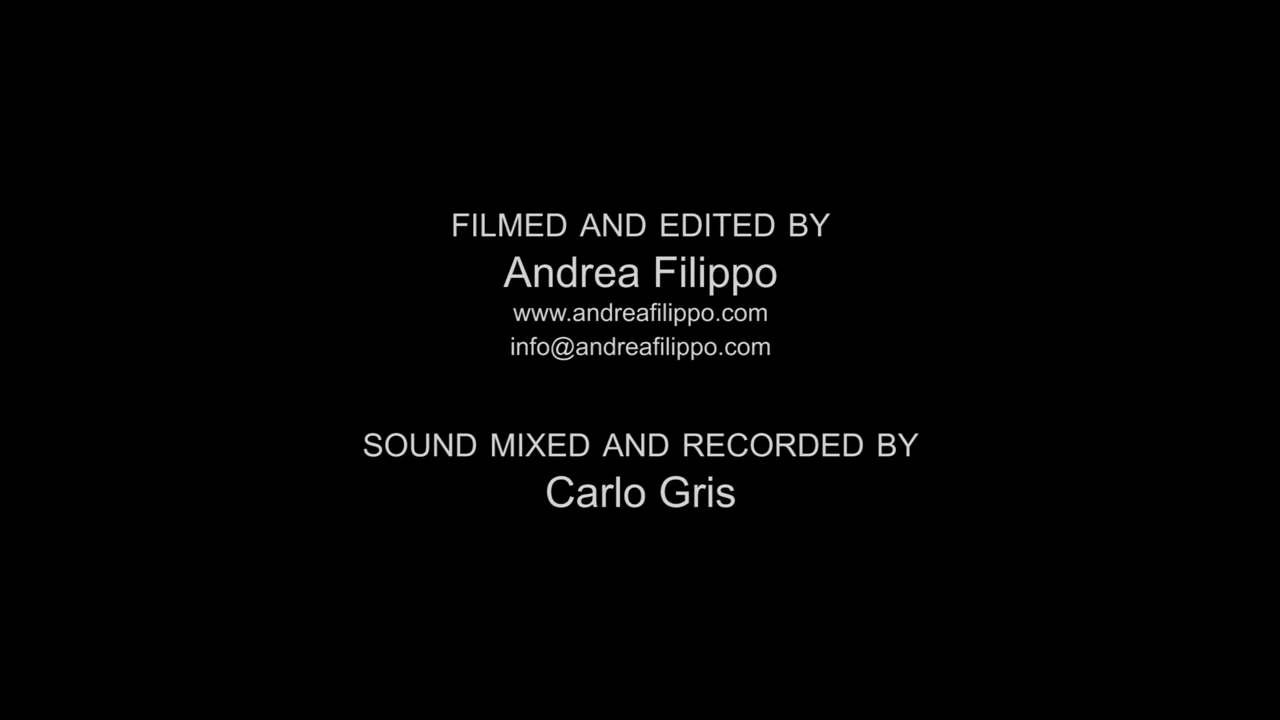 FILMED AND EDITED BY
Andrea Filippo
www.andreafilippo.com
info@andreafilippo.com
SOUND MIXED AND RECORDED BY
Carlo Gris